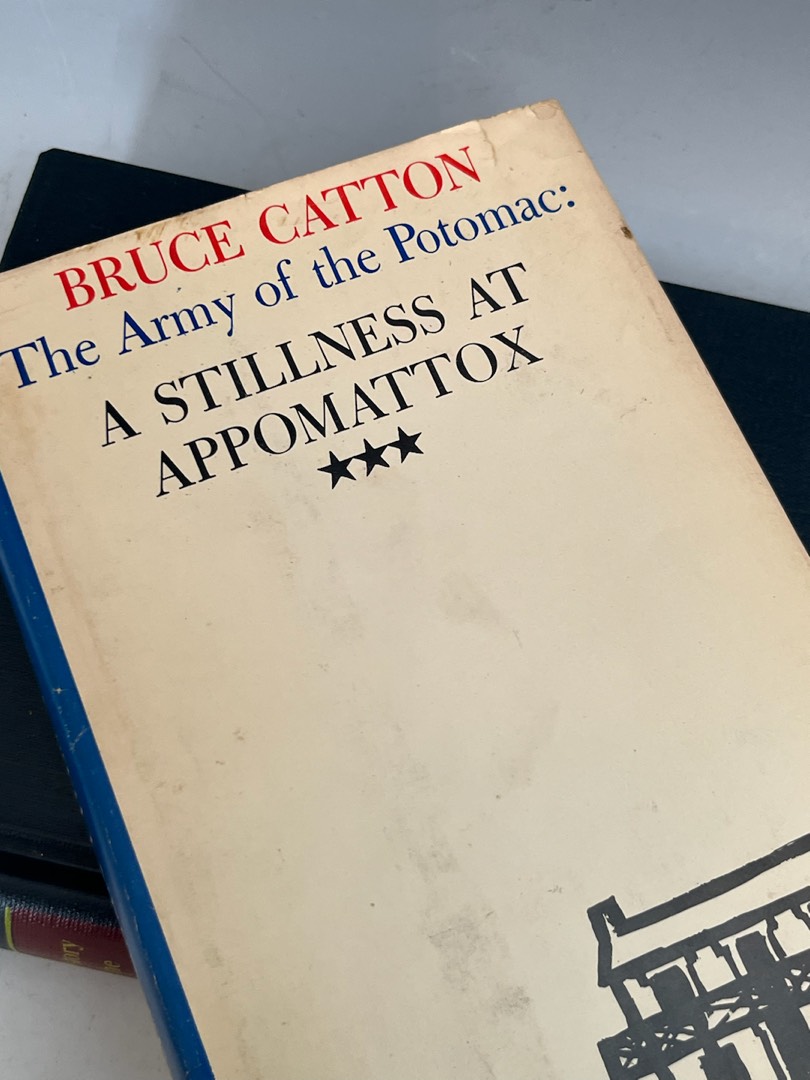 BRUCE CATTON
The Army of the Potomac:
A STILLNESS AT
APPOMATTOX
★★★